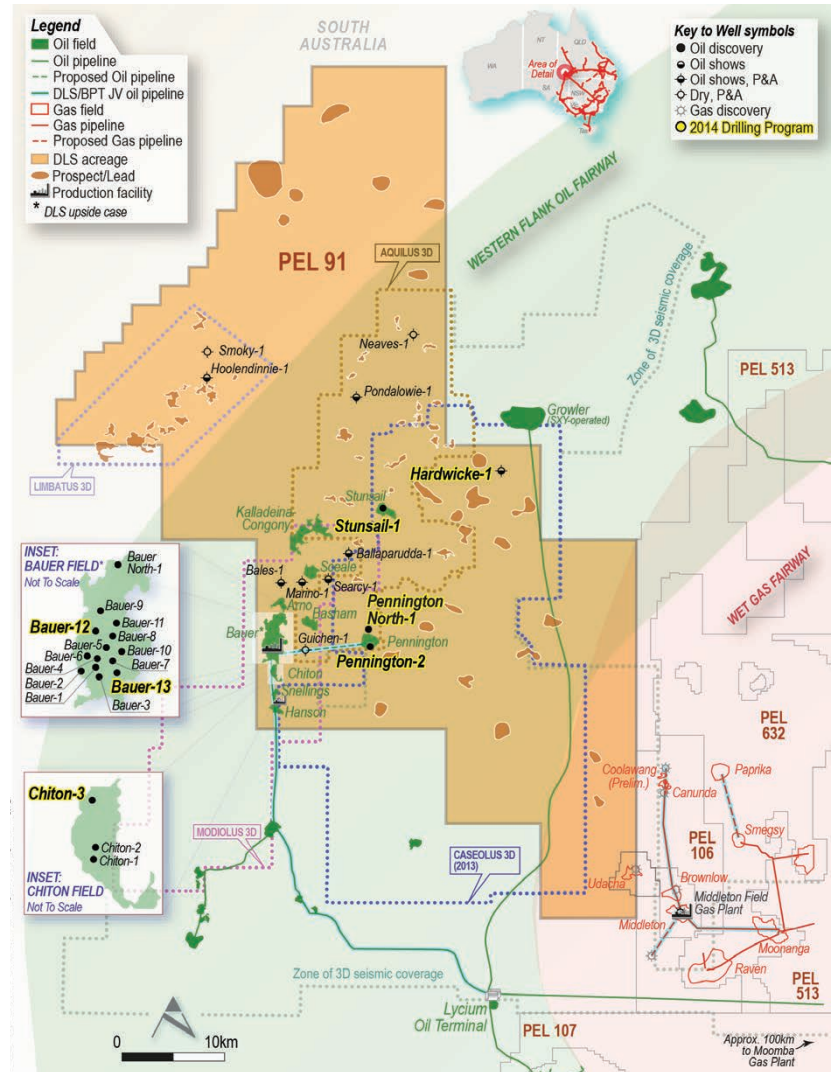 SOUTH
AUSTRALIA
Legend
Oil field
Oil pipeline
Proposed Oil pipeline
DLS/BPT JV oil pipeline
Gas field
Gas pipeline
Proposed Gas pipeline
DLS acreage
Prospect/Lead
Production facility
* DLS upside case
WA
NT
QLD
SA
NSW
Vic
Tas
Area of
Detail
Key to Well symbols
Oil discovery
Oil shows
Oil shows, P&A
Dry, P&A
Gas discovery
2014 Drilling Program
WESTERN FLANK OIL FAIRWAY
PEL 91
AQUILUS 3D
Zone of 3D seismic coverage
Neaves-1
Smoky-1
Hoolendinnie-1
Pondalowie-1
PEL 513
Growler
(SXY-operated)
LIMBATUS 3D
Hardwicke-1
Stunsail
Stunsail-1
Kalladeina
Congony
Ballaparudda-1
Sceale
Bales-1
Marino-1
Searcy-1
Arno
Basham
Pennington
North-1
Bauer
Guichen-1
Pennington
Pennington-2
Chiton
Snellings
Hanson
WET GAS FAIRWAY
INSET:
BAUER FIELD*
Not To Scale
Bauer
North-1
Bauer-9
Bauer-11
Bauer-12
Bauer-8
Bauer-5
Bauer-10
Bauer-6
Bauer-7
Bauer-4
Bauer-13
Bauer-2
Bauer-3
Bauer-1
Chiton-3
Chiton-2
Chiton-1
INSET:
CHITON FIELD
Not To Scale
MODIOLUS 3D
CASEOLUS 3D
(2013)
PEL
632
Coolawang
(Prelim.)
Canunda
Paprika
Smegsy
PEL
106
Udacha
Brownlow
Middleton Field
Gas Plant
Middleton
Moonanga
Raven
PEL
513
Zone of 3D seismic coverage
Lycium
Oil Terminal
PEL 107
0
10km
Approx. 100km
to Moomba
Gas Plant